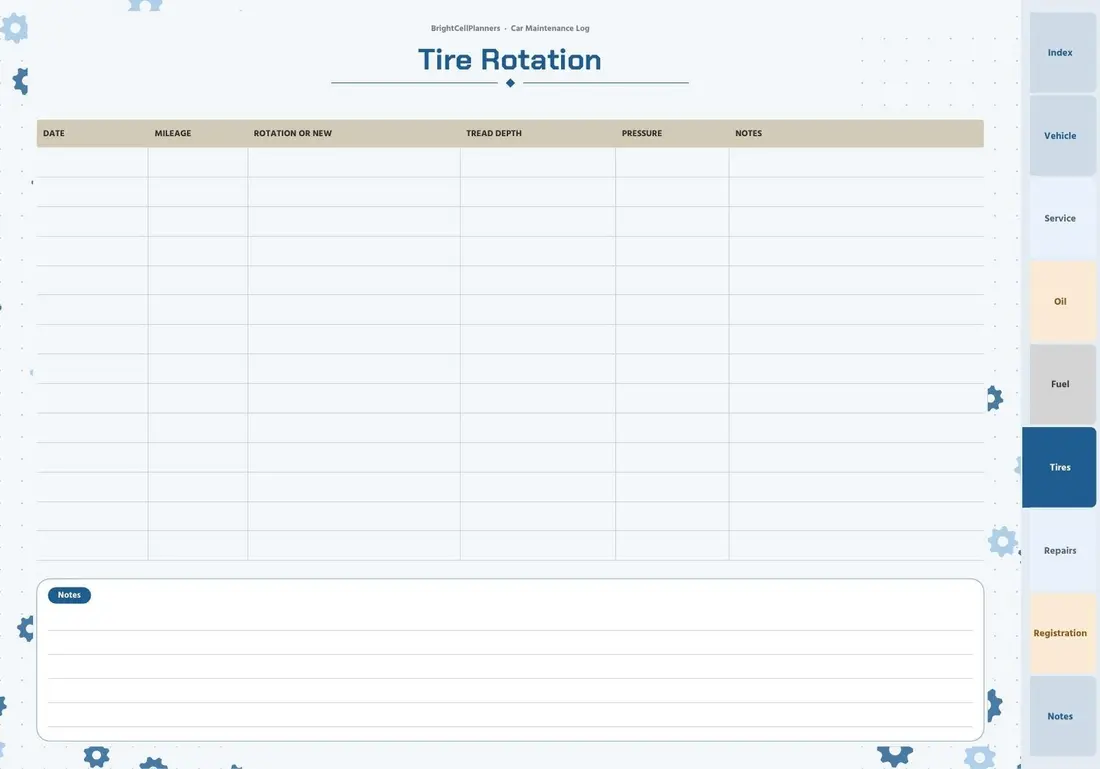 BrightCellPlanners · Car Maintenance Log
Tire Rotation
DATE MILEAGE ROTATION OR NEW TREAD DEPTH PRESSURE NOTES
Notes
Index
Vehicle
Service
Oil
Fuel
Tires
Repairs
Registration
Notes